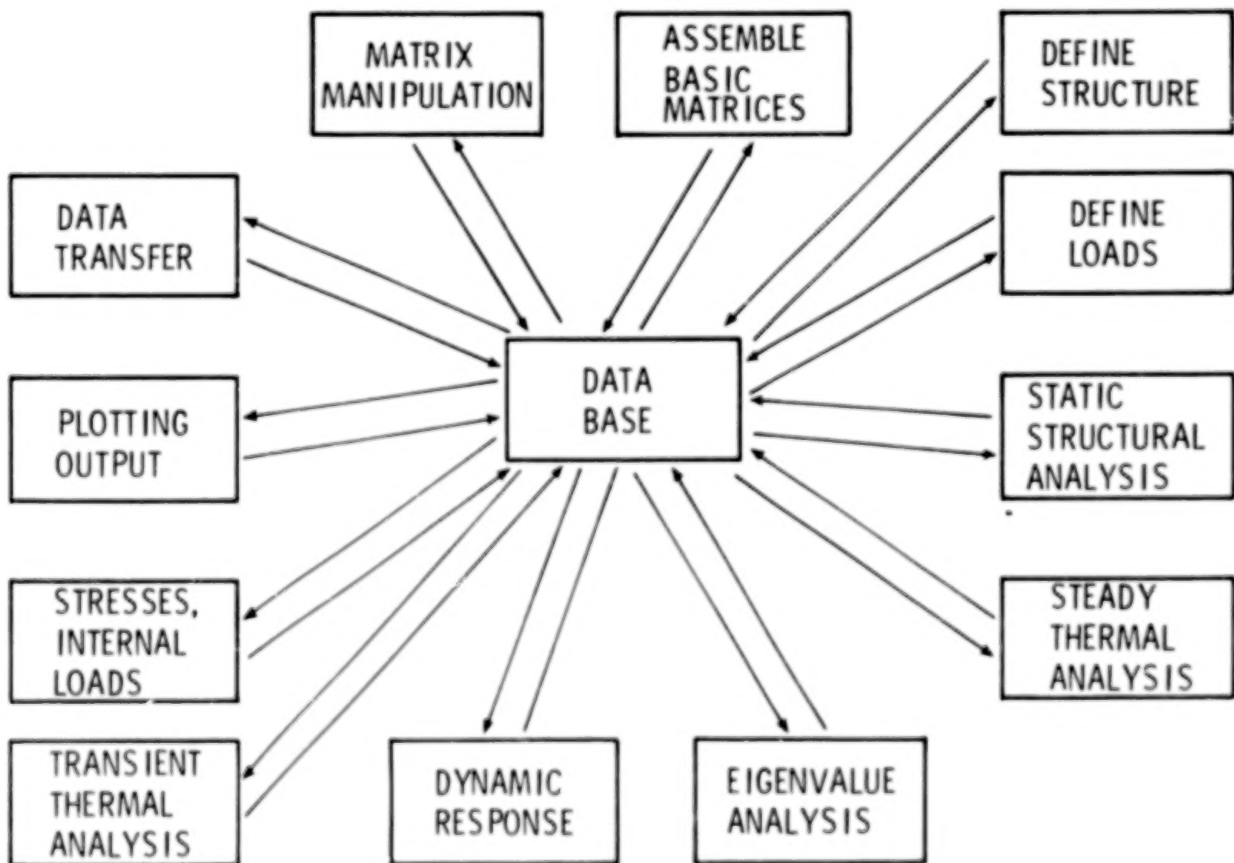 MATRIX
MANIPULATION
ASSEMBLE
BASIC
MATRICES
DEFINE
STRUCTURE
DATA
TRANSFER
DEFINE
LOADS
DATA
BASE
PLOTTING
OUTPUT
STATIC
STRUCTURAL
ANALYSIS
STRESSES,
INTERNAL
LOADS
STEADY
THERMAL
ANALYSIS
TRANSIENT
THERMAL
ANALYSIS
DYNAMIC
RESPONSE
EIGENVALUE
ANALYSIS